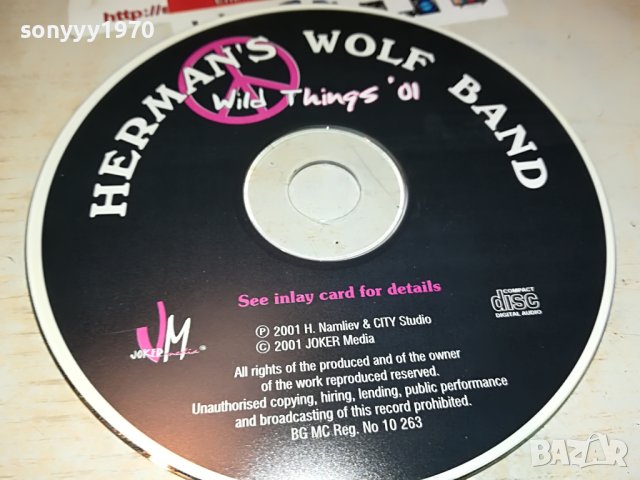 sonyyy1970
http://
HERMAN'S WOLF BAND
Wild Things '01
See inlay card for details
COMPACT
disc
DIGITAL AUDIO
JM
JOKER media
®
℗ 2001 H. Namliev & CITY Studio
© 2001 JOKER Media
All rights of the produced and of the owner
of the work reproduced reserved.
Unauthorised copying, hiring, lending, public performance
and broadcasting of this record prohibited.
BG MC Reg. No 10 263
BAZAR